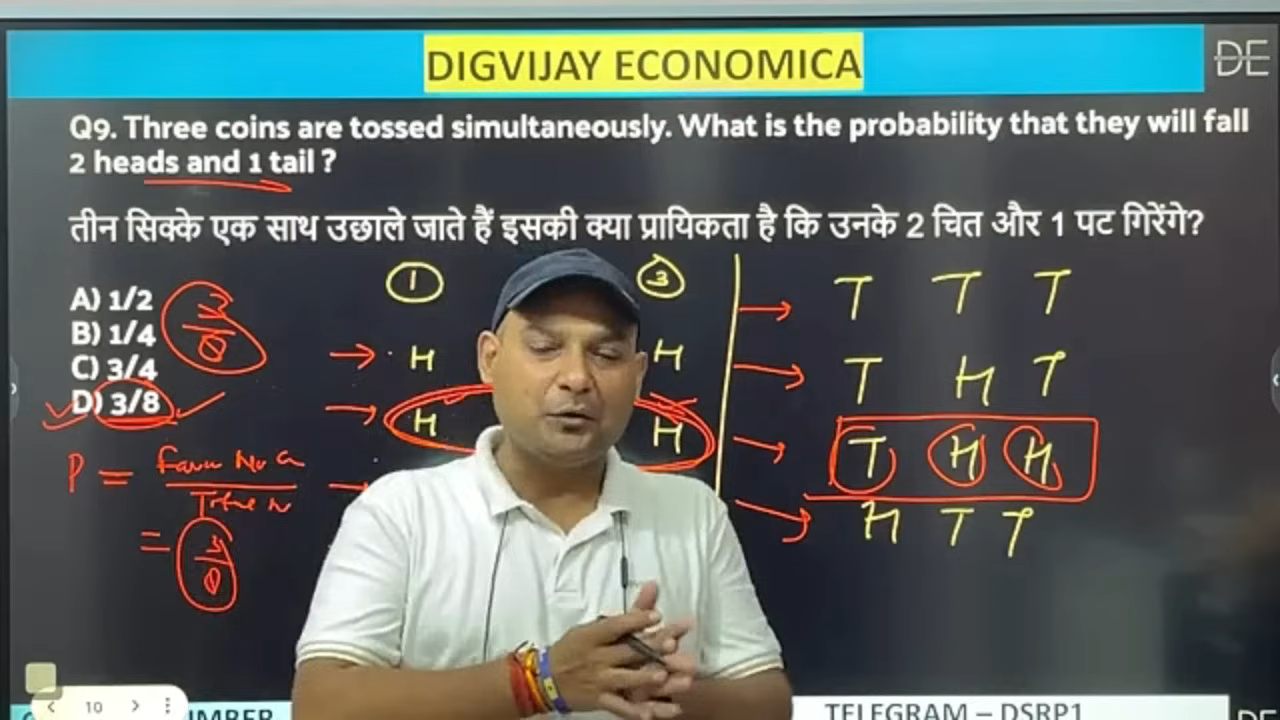 DIGVIJAY ECONOMICA
DE
Q9. Three coins are tossed simultaneously. What is the probability that they will fall
2 heads and 1 tail ?
तीन सिक्के एक साथ उछाले जाते हैं इसकी क्या प्रायिकता है कि उनके 2 चित और 1 पट गिरेंगे?
A) 1/2
B) 1/4
C) 3/4
D) 3/8
3/8
P =
= 3/8
1 3
H H
H H
T T T
T H T
T H H
H T T
10
TELEGRAM – DSRP1